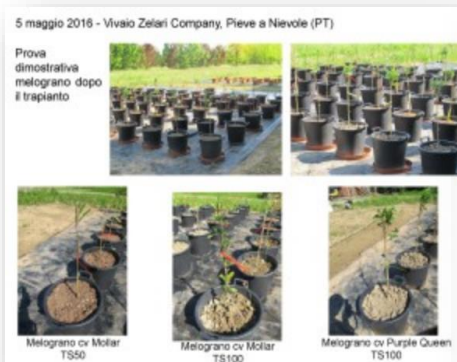 5 maggio 2016 - Vivaio Zelari Company, Pieve a Nievole (PT)
Prova
dimostrativa
melograno dopo
il trapianto
Melograno cv Mollar
TS50
Melograno cv Mollar
TS100
Melograno cv Purple Queen
TS100